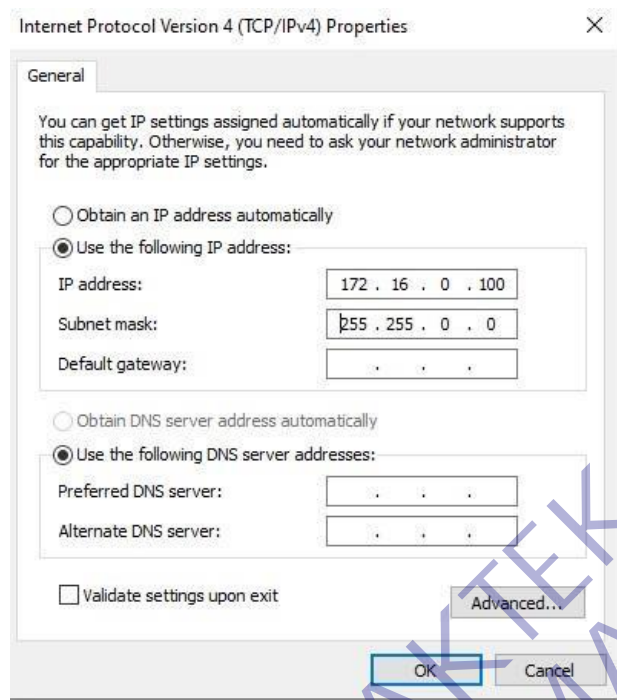 Internet Protocol Version 4 (TCP/IPv4) Properties
General
You can get IP settings assigned automatically if your network supports
this capability. Otherwise, you need to ask your network administrator
for the appropriate IP settings.
Obtain an IP address automatically
Use the following IP address:
IP address: 172 . 16 . 0 . 100
Subnet mask: 255 . 255 . 0 . 0
Default gateway: . . .
Obtain DNS server address automatically
Use the following DNS server addresses:
Preferred DNS server: . . .
Alternate DNS server: . . .
Validate settings upon exit
Advanced...
OK Cancel